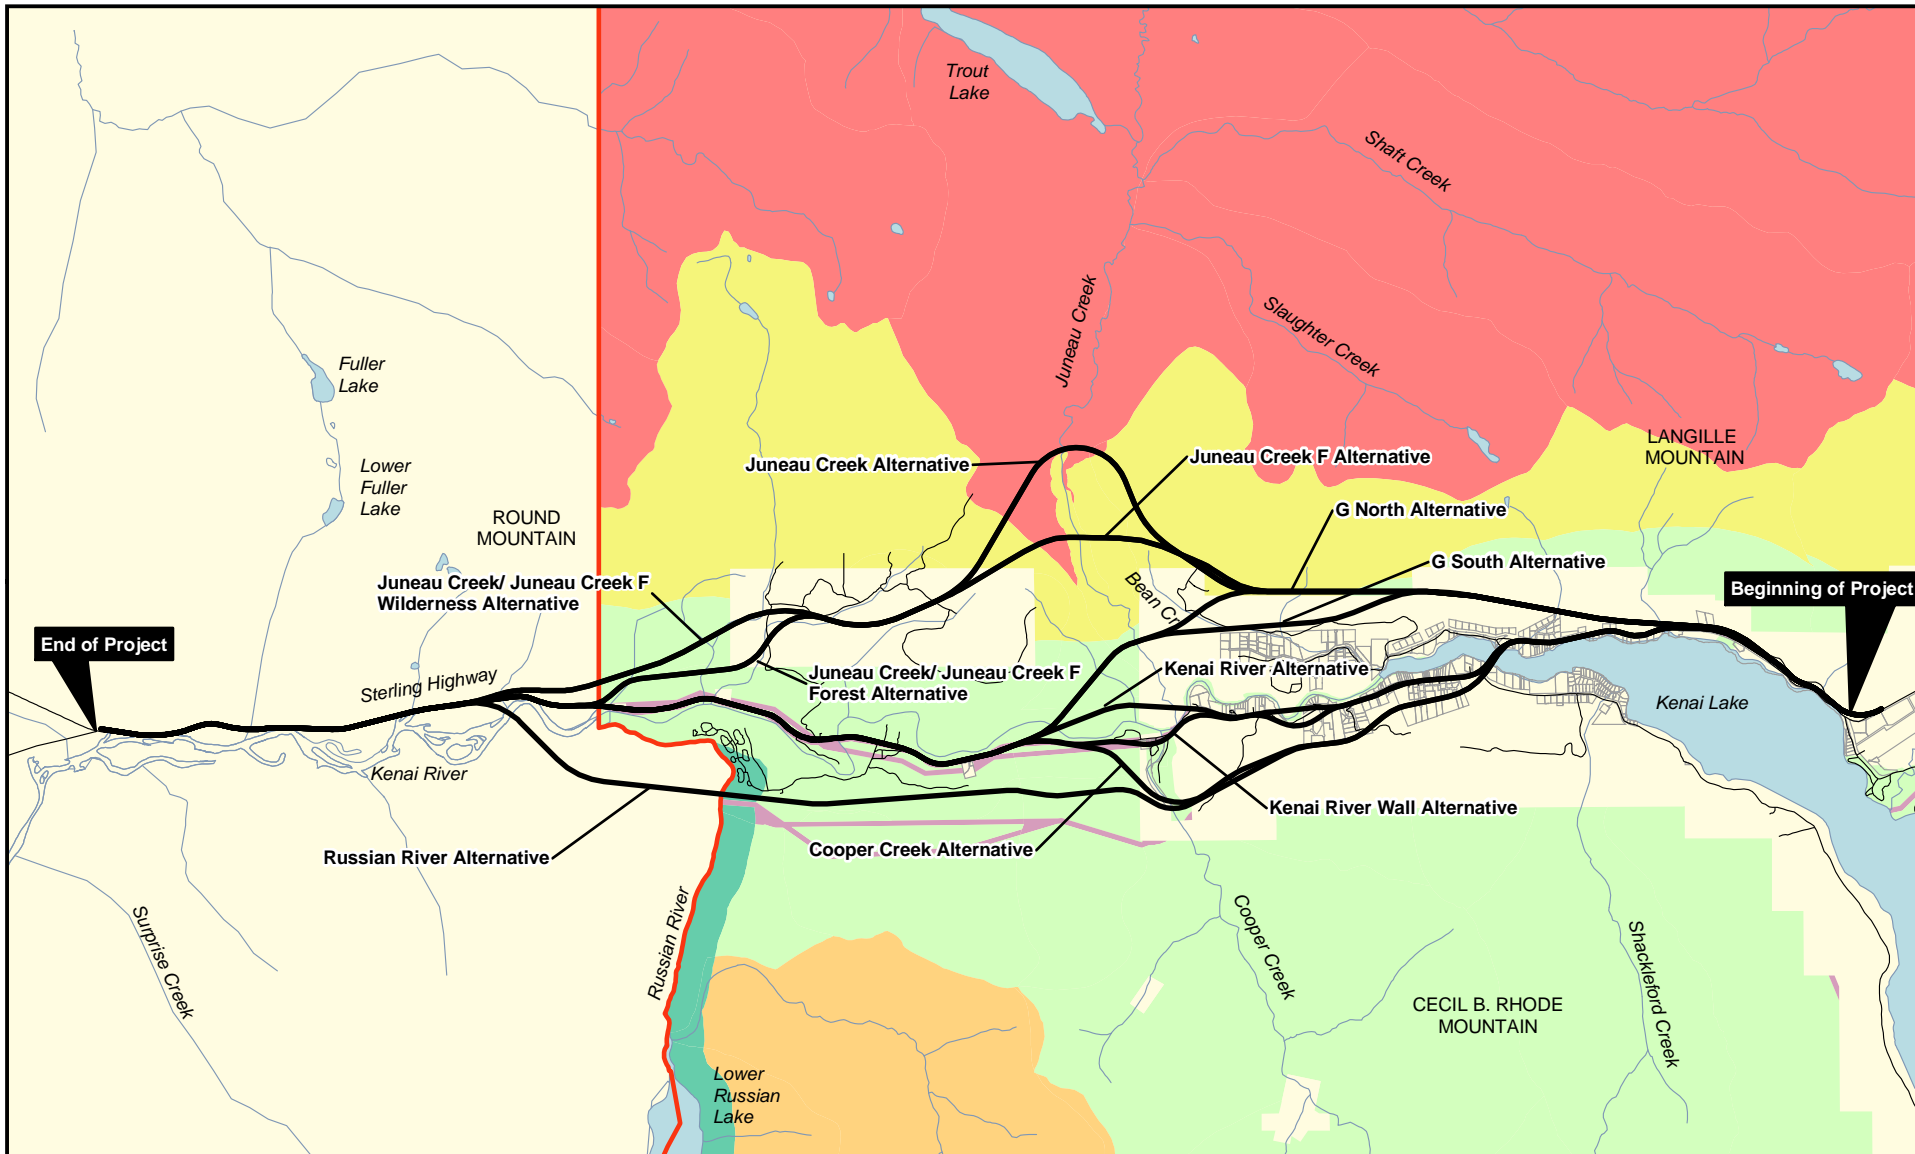 Trout
Lake
Shaft Creek
Juneau Creek
Slaughter Creek
Fuller
Lake
Lower
Fuller
Lake
ROUND
MOUNTAIN
LANGILLE
MOUNTAIN
Juneau Creek Alternative
Juneau Creek F Alternative
G North Alternative
G South Alternative
Juneau Creek/ Juneau Creek F
Wilderness Alternative
Bean Cr
Beginning of Project
End of Project
Sterling Highway
Juneau Creek/ Juneau Creek F
Forest Alternative
Kenai River Alternative
Kenai Lake
Kenai River
Kenai River Wall Alternative
Russian River Alternative
Cooper Creek Alternative
Surprise Creek
Russian River
Cooper Creek
Shackleford Creek
CECIL B. RHODE
MOUNTAIN
Lower
Russian
Lake